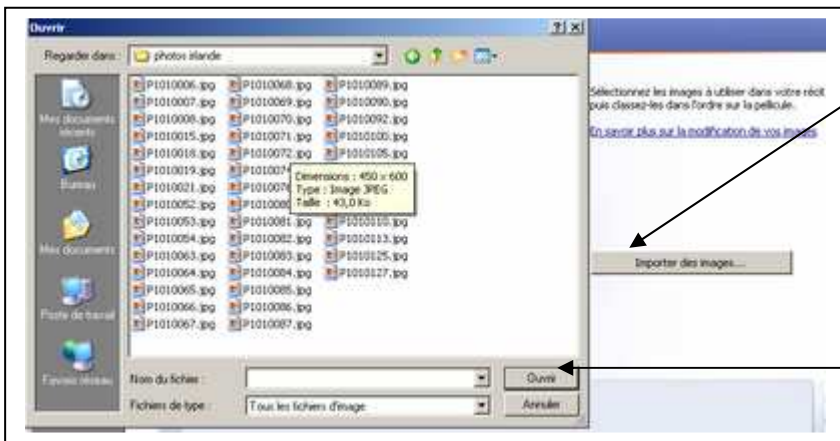 Ouvrir
Regarder dans : photos irlande
P1010006.jpg P1010068.jpg P1010089.jpg
P1010007.jpg P1010069.jpg P1010090.jpg
P1010008.jpg P1010070.jpg P1010092.jpg
P1010015.jpg P1010071.jpg P1010100.jpg
P1010018.jpg P1010072.jpg P1010105.jpg
P1010019.jpg
P1010021.jpg
P1010052.jpg
P1010053.jpg P1010081.jpg P1010110.jpg
P1010054.jpg P1010082.jpg P1010113.jpg
P1010063.jpg P1010083.jpg P1010125.jpg
P1010064.jpg P1010084.jpg P1010127.jpg
P1010065.jpg P1010085.jpg
P1010066.jpg P1010086.jpg
P1010067.jpg P1010087.jpg
Dimensions : 450 x 600
Type : Image JPEG
Taille : 43,0 Ko
Mes documents
récents
Bureau
Mes documents
Poste de travail
Favoris réseau
Nom du fichier :
Ouvrir
Fichiers de type : Tous les fichiers d'image
Annuler
Sélectionnez les images à utiliser dans votre récit
puis classez-les dans l'ordre sur la pellicule.
En savoir plus sur la modification de vos images
Importer des images...